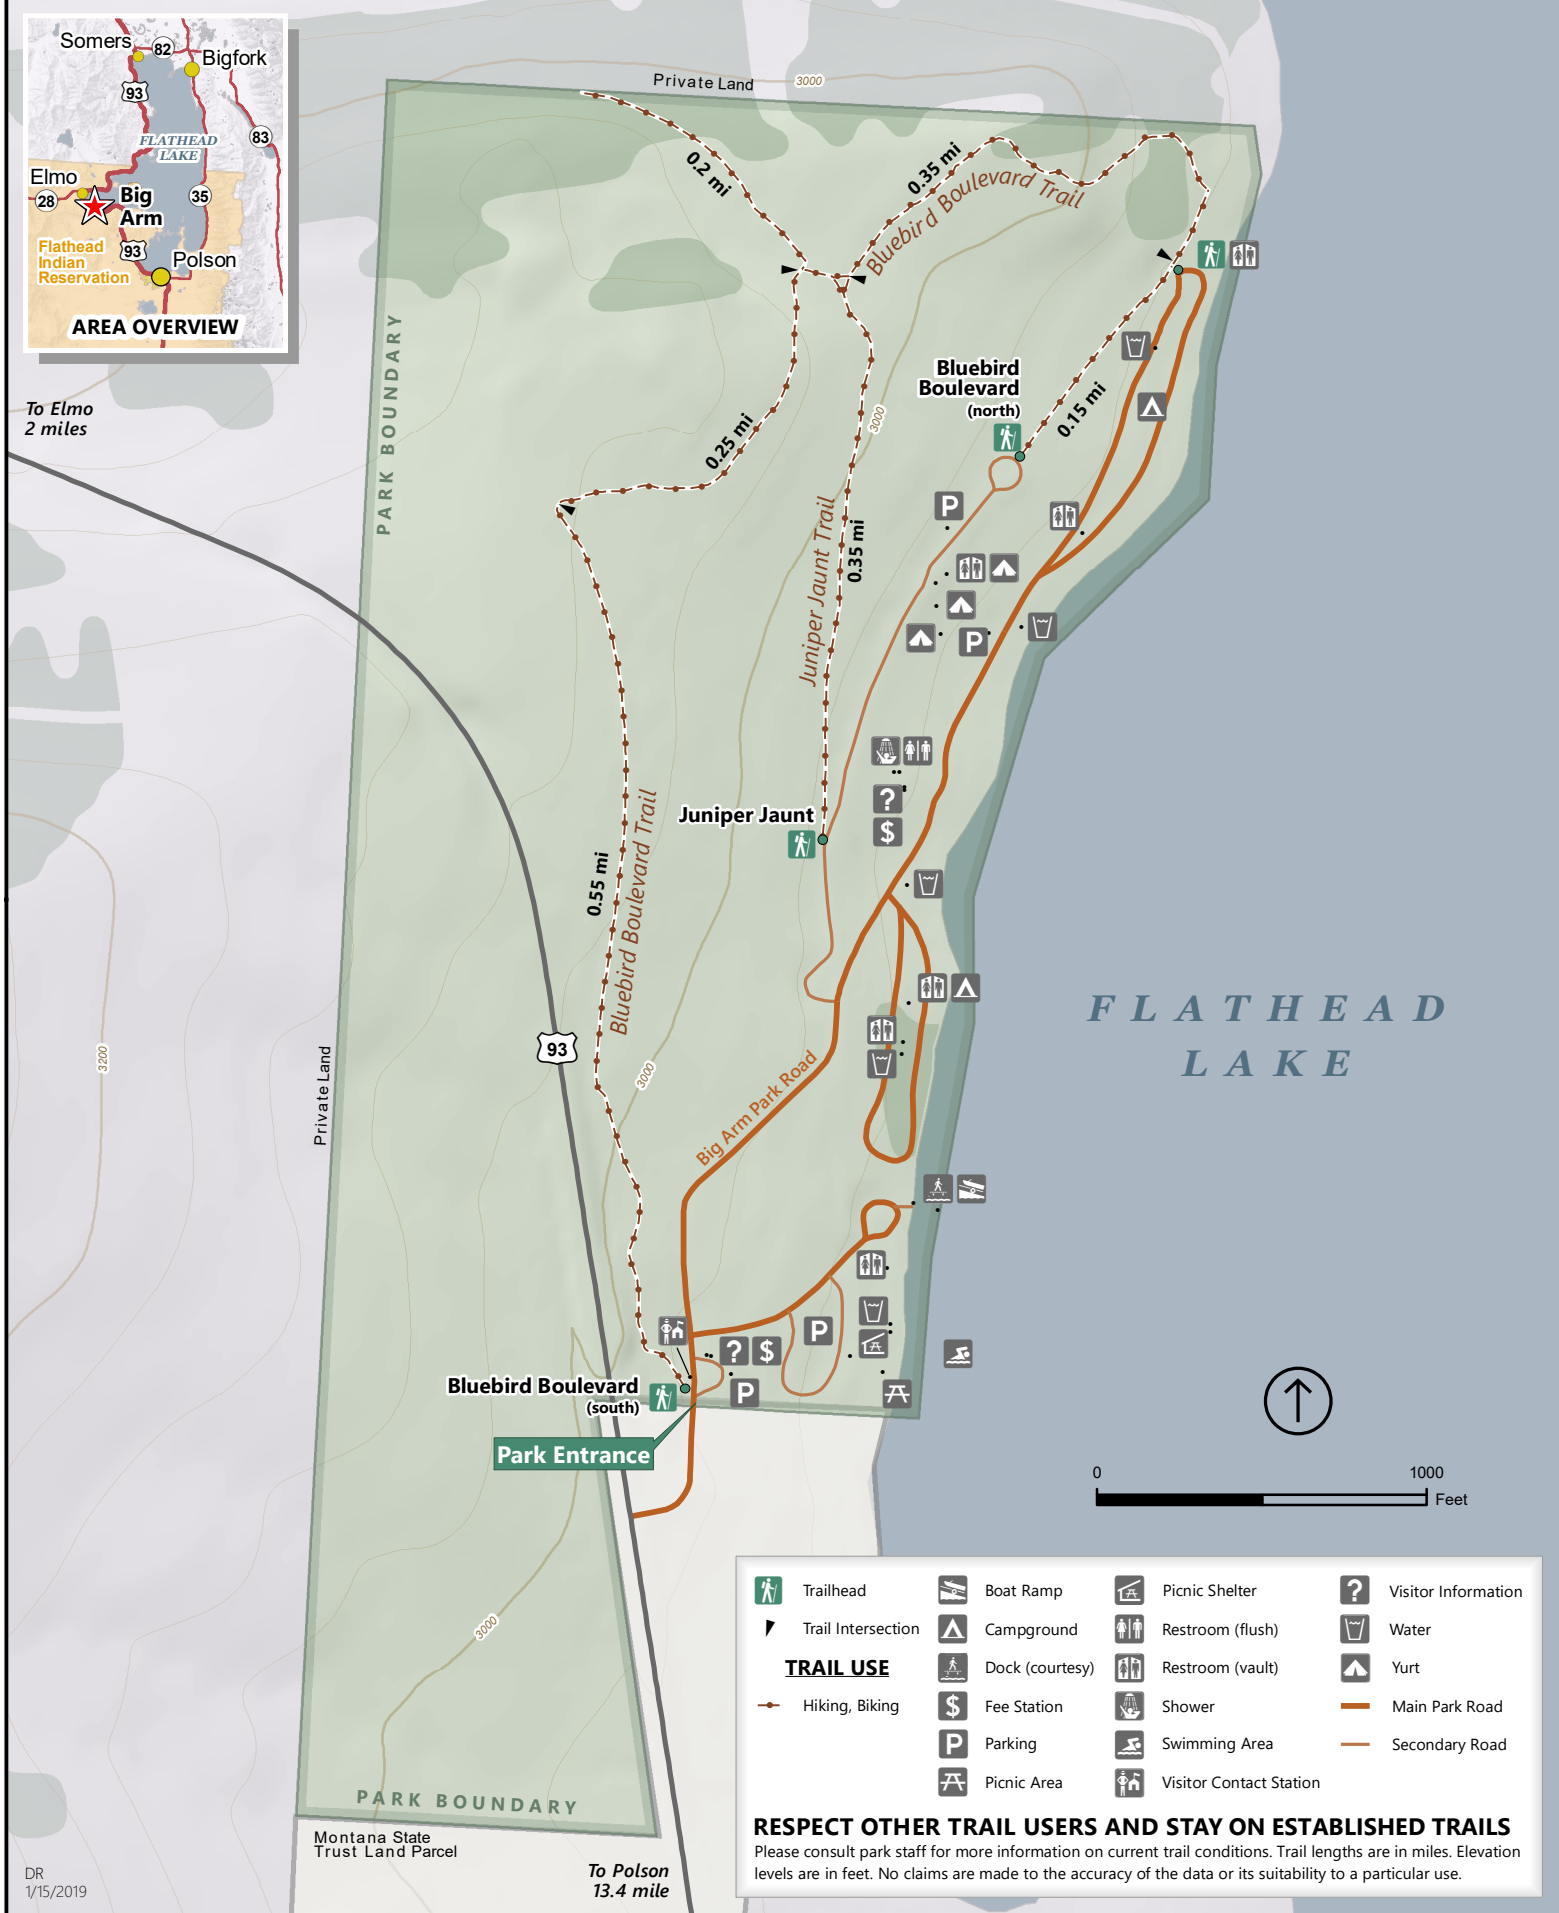 Somers
82
Bigfork
93
83
FLATHEAD
LAKE
Elmo
28
Big
Arm
35
Flathead
Indian
Reservation
93
Polson
AREA OVERVIEW
Private Land
3000
0.2 mi
0.35 mi
Bluebird Boulevard Trail
PARK BOUNDARY
To Elmo
2 miles
Bluebird
Boulevard
(north)
0.15 mi
3000
0.25 mi
P
Juniper Jaunt Trail
0.35 mi
P
?
$
Juniper Jaunt
0.55 mi
Bluebird Boulevard Trail
FLATHEAD
LAKE
93
3200
3000
Private Land
Big Arm Park Road
P
? $
P
Bluebird Boulevard
(south)
Park Entrance
0 1000
Feet
3000
PARK BOUNDARY
Montana State
Trust Land Parcel
To Polson
13.4 mile
DR
1/15/2019
Trailhead
Trail Intersection
TRAIL USE
Hiking, Biking
Boat Ramp
Campground
Dock (courtesy)
$ Fee Station
P Parking
Picnic Area
Picnic Shelter
Restroom (flush)
Restroom (vault)
Shower
Swimming Area
Visitor Contact Station
? Visitor Information
Water
Yurt
Main Park Road
Secondary Road
RESPECT OTHER TRAIL USERS AND STAY ON ESTABLISHED TRAILS
Please consult park staff for more information on current trail conditions. Trail lengths are in miles. Elevation
levels are in feet. No claims are made to the accuracy of the data or its suitability to a particular use.